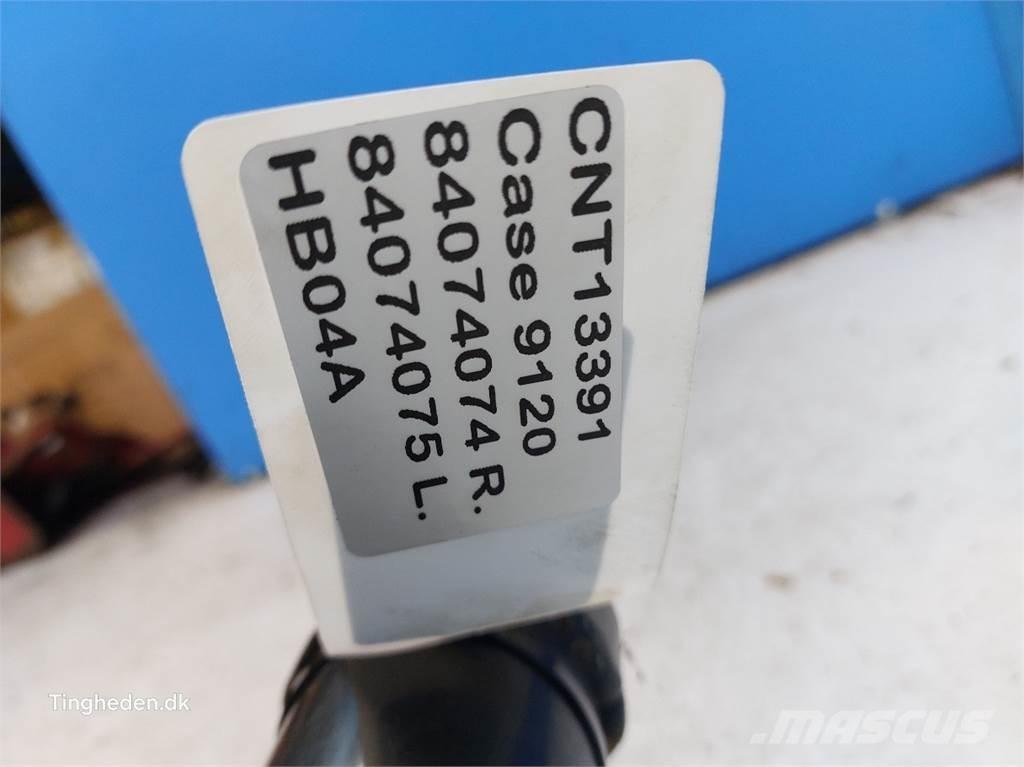 CNT13391
Case 9120
84074074 R.
84074075 L.
HB04A
Tingheden.dk
MASCUS